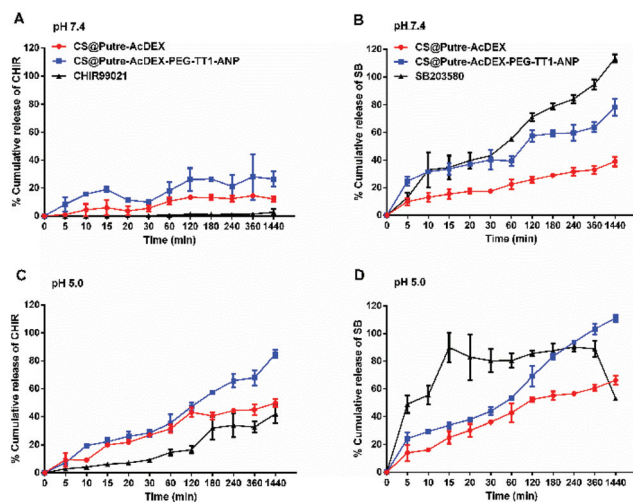 A
pH 7.4
CS@Putre-AcDEX
CS@Putre-AcDEX-PEG-TT1-ANP
CHIR99021
% Cumulative release of CHIR
120
100
80
60
40
20
0
0 5 10 15 20 30 60 120 180 240 360 1440
Time (min)
B
pH 7.4
CS@Putre-AcDEX
CS@Putre-AcDEX-PEG-TT1-ANP
SB203580
% Cumulative release of SB
120
100
80
60
40
20
0
0 5 10 15 20 30 60 120 180 240 360 1440
Time (min)
C
pH 5.0
% Cumulative release of CHIR
120
100
80
60
40
20
0
0 5 10 15 20 30 60 120 180 240 360 1440
Time (min)
D
pH 5.0
% Cumulative release of SB
120
100
80
60
40
20
0
0 5 10 15 20 30 60 120 180 240 360 1440
Time (min)